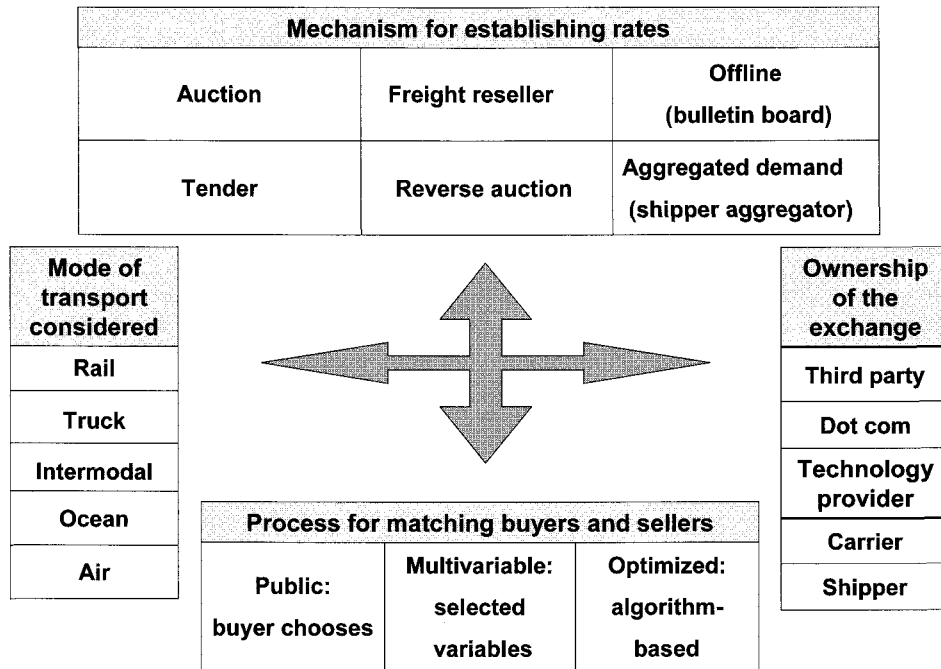 Mechanism for establishing rates
Auction
Freight reseller
Offline
(bulletin board)
Tender
Reverse auction
Aggregated demand
(shipper aggregator)
Mode of
transport
considered
Rail
Truck
Intermodal
Ocean
Air
Ownership
of the
exchange
Third party
Dot com
Technology
provider
Carrier
Shipper
Process for matching buyers and sellers
Public:
buyer chooses
Multivariable:
selected
variables
Optimized:
algorithm-
based